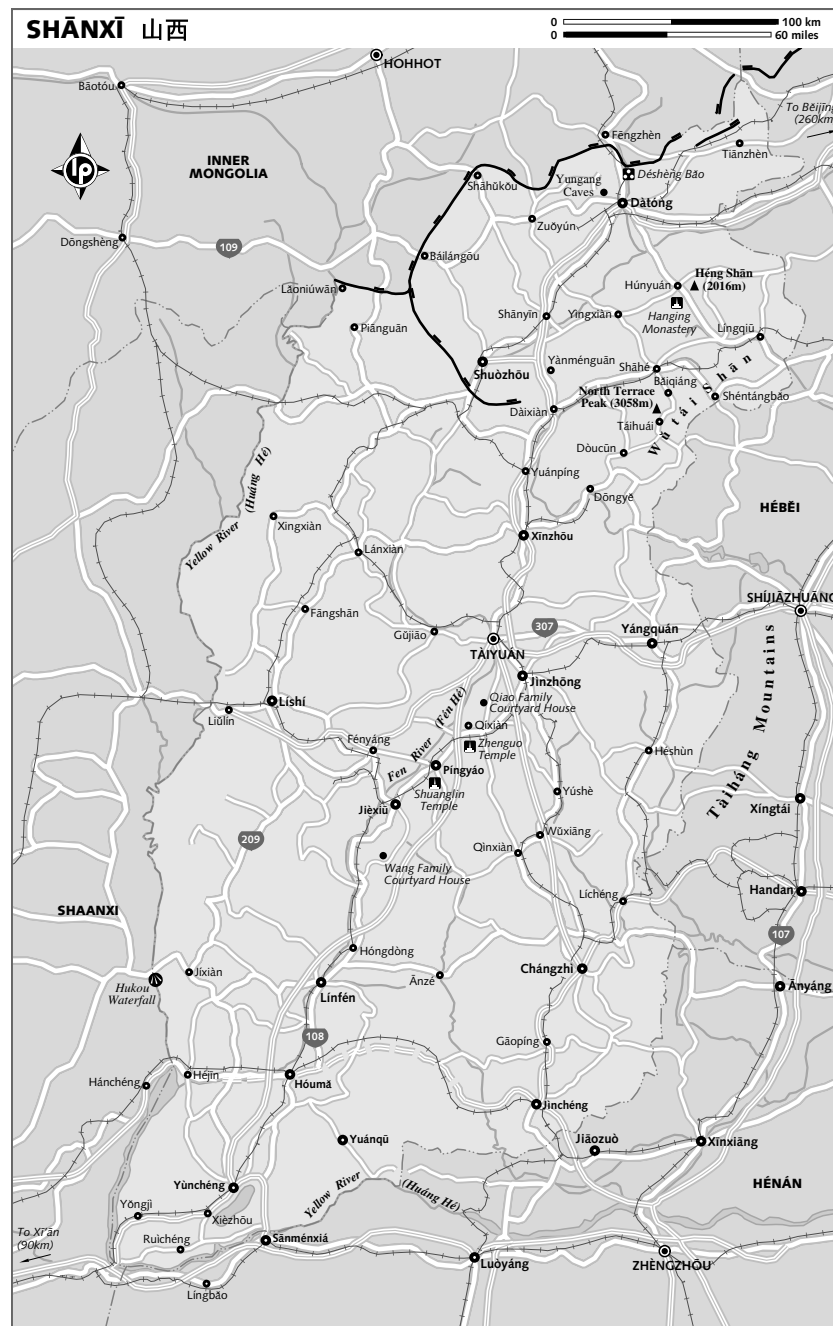 SHĀNXĪ 山西
0 100 km
0 60 miles
HOHHOT
Bāotóu
To Běijīng
(260km)
Fēngzhèn
Tiānzhèn
lp
INNER
MONGOLIA
Déshèng Bǎo
Shāhǔkǒu
Yungang
Caves
Dàtóng
Zuǒyún
Dōngshèng
109
Báilángōu
Héng Shān
(2016m)
Húnyuán
Lǎoniúwān
Hanging
Monastery
Shānyīn
Yìngxiàn
Piānguān
Língqiū
Yànménguān
Shāhé
Shuòzhōu
Bǎiqiáng
North Terrace
Peak (3058m)
Shéntángbǎo
Wǔtái Shān
Dàixiàn
Táihuái
Dòucūn
Yuánpíng
Dōngyě
Yellow River (Huáng Hé)
Xìngxiàn
HÉBĚI
Xīnzhōu
Lánxiàn
SHÍJIĀZHUĀNG
Fāngshān
307
Gǔjiāo
Yángquán
TÀIYUÁN
Jìnzhōng
Qiao Family
Courtyard House
Líshí
Liǔlín
Qíxiàn
Fen River (Fén Hé)
Tàiháng Mountains
Fényáng
Zhenguo
Temple
Héshùn
Píngyáo
Shuanglin
Temple
Yúshè
Jièxiū
Xíngtái
209
Wǔxiāng
Qìnxiàn
Wang Family
Courtyard House
Handan
Líchéng
SHAANXI
107
Hóngdòng
Jíxiàn
Ānzé
Chángzhì
Hukou
Waterfall
Línfén
Ānyáng
108
Gāopíng
Héjīn
Hóumǎ
Hánchéng
Jìnchéng
Yuánqū
Jiāozuò
Xīnxiāng
Yùnchéng
HÉNÁN
Yellow River (Huáng Hé)
Yǒngjì
Xièzhōu
To Xī'ān
(90km)
Ruìchéng
Sānménxiá
Luòyáng
ZHÈNGZHŌU
Língbǎo